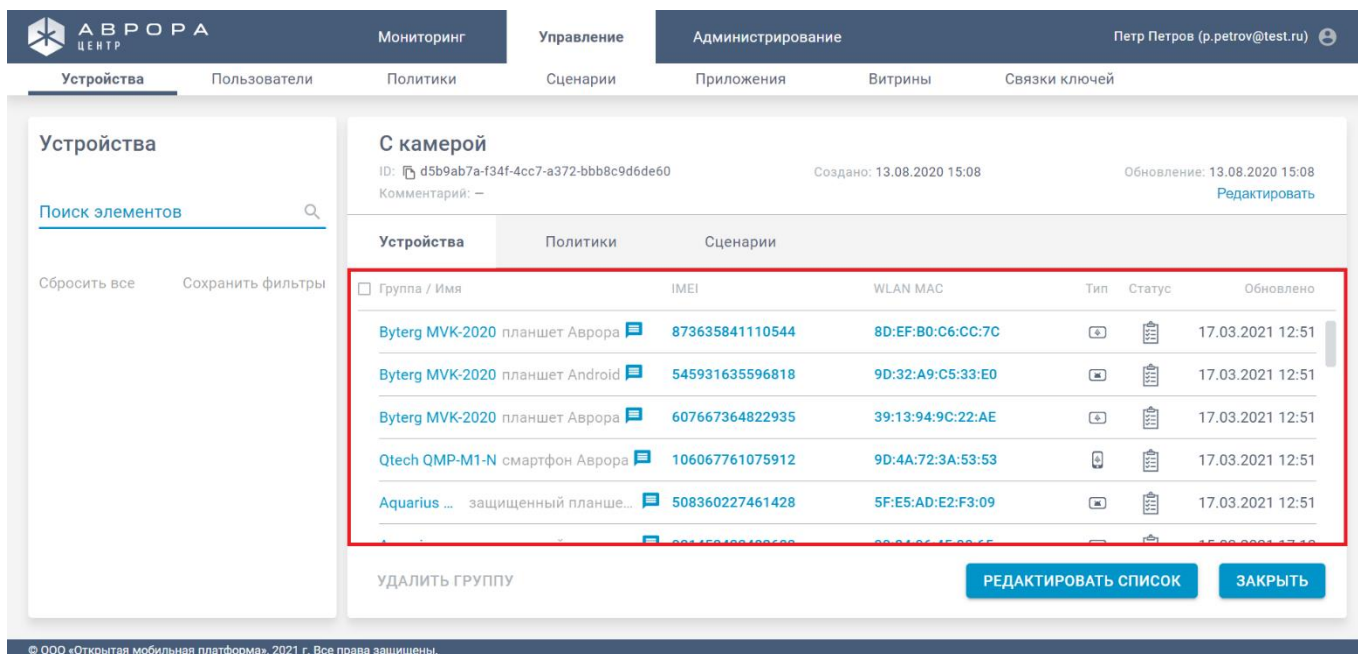 АВРОРА
ЦЕНТР
Мониторинг Управление Администрирование Петр Петров (p.petrov@test.ru)
Устройства Пользователи Политики Сценарии Приложения Витрины Связки ключей
Устройства
Поиск элементов
Сбросить все Сохранить фильтры
С камерой
ID: d5b9ab7a-f34f-4cc7-a372-bbb8c9d6de60 Создано: 13.08.2020 15:08 Обновление: 13.08.2020 15:08
Комментарий: — Редактировать
Устройства Политики Сценарии
Группа / Имя IMEI WLAN MAC Тип Статус Обновлено
Byterg MVK-2020 планшет Аврора 873635841110544 8D:EF:B0:C6:CC:7C 17.03.2021 12:51
Byterg MVK-2020 планшет Android 545931635596818 9D:32:A9:C5:33:E0 17.03.2021 12:51
Byterg MVK-2020 планшет Аврора 607667364822935 39:13:94:9C:22:AE 17.03.2021 12:51
Qtech QMP-M1-N смартфон Аврора 106067761075912 9D:4A:72:3A:53:53 17.03.2021 12:51
Aquarius ... защищенный планше... 508360227461428 5F:E5:AD:E2:F3:09 17.03.2021 12:51
УДАЛИТЬ ГРУППУ РЕДАКТИРОВАТЬ СПИСОК ЗАКРЫТЬ
© ООО «Открытая мобильная платформа», 2021 г. Все права защищены.